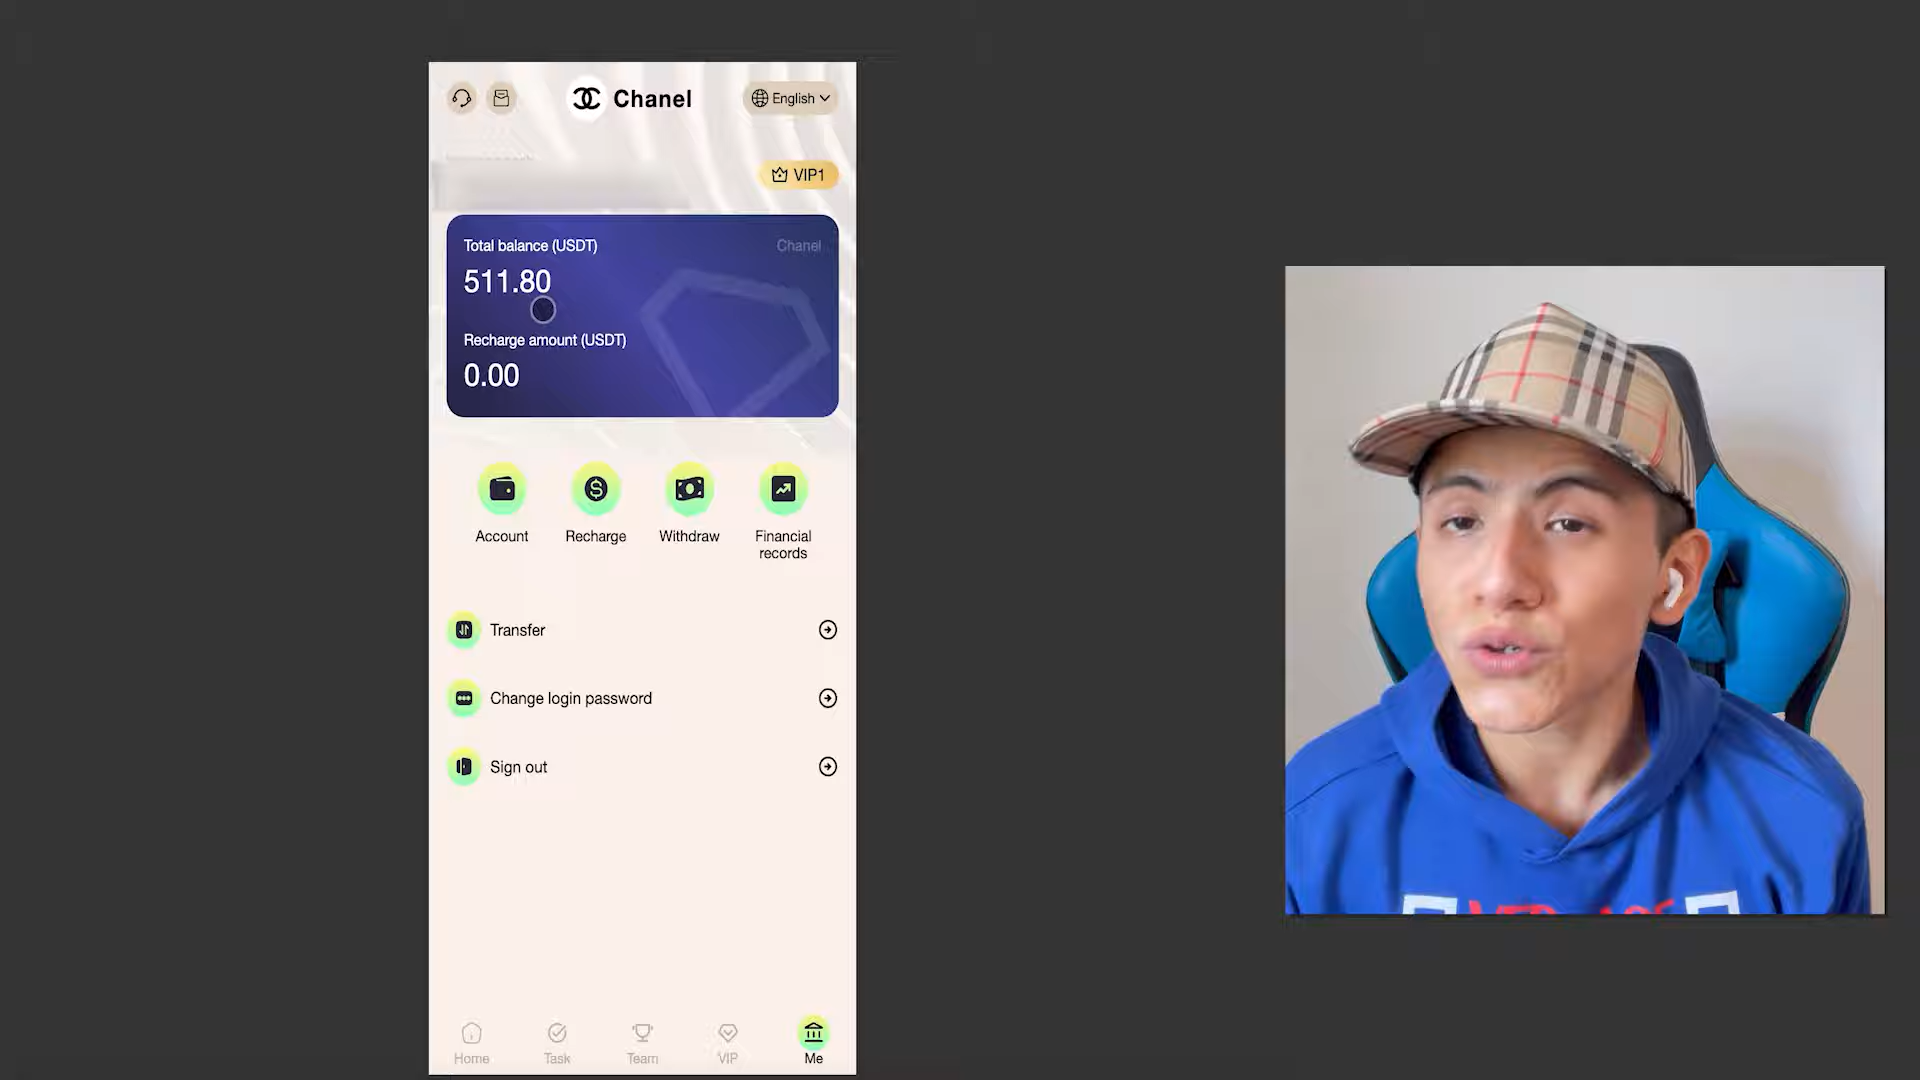 Chanel
English
VIP1
Total balance (USDT)
Chanel
511.80
Recharge amount (USDT)
0.00
Account
Recharge
Withdraw
Financial
records
Transfer
Change login password
Sign out
Home
Task
Team
VIP
Me